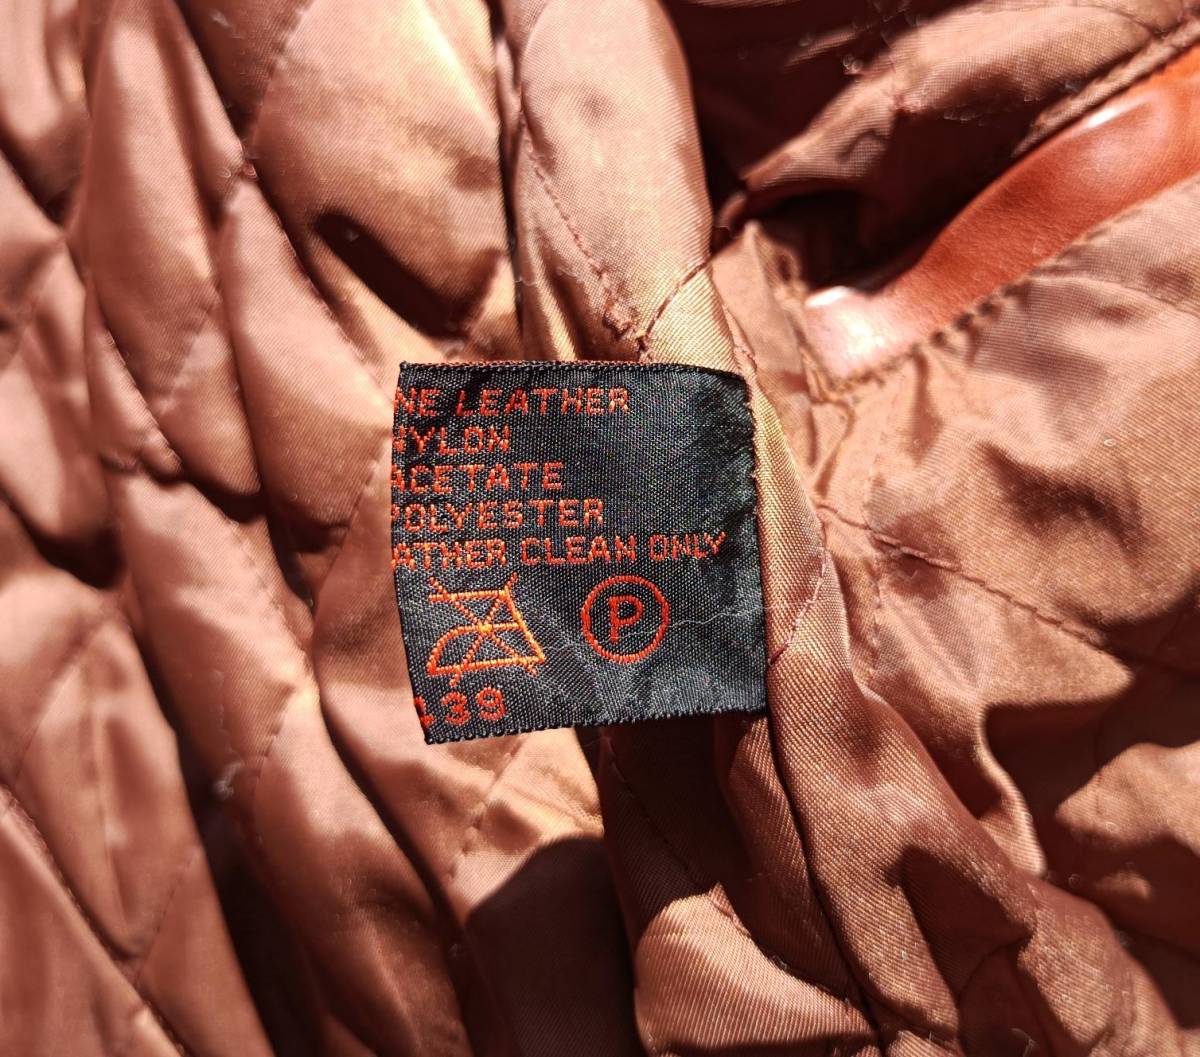 NE LEATHER
NYLON
ACETATE
POLYESTER
ATHER CLEAN ONLY
P
39